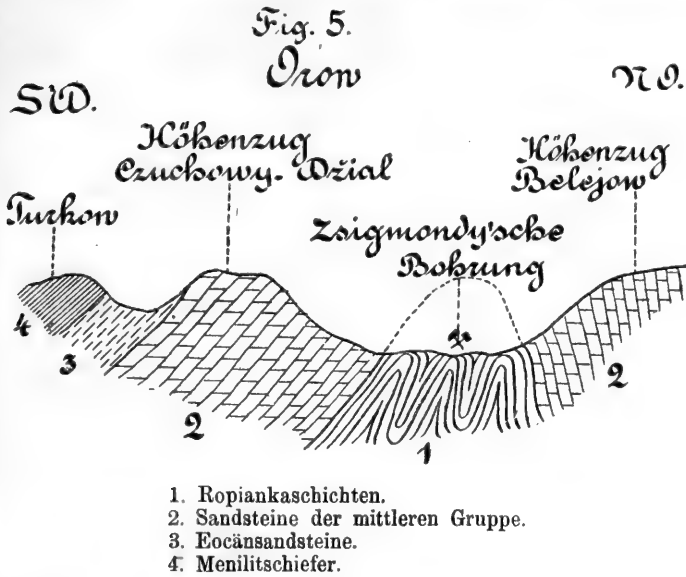 Fig. 5.
Orow
SW. NO.
Höhenzug
Czuchowy-Džial
Höhenzug
Belejow
Turkow
Zsigmondy'sche
Bohrung
4
3
2
1
2
1. Ropiankaschichten.
2. Sandsteine der mittleren Gruppe.
3. Eocänsandsteine.
4. Menilitschiefer.